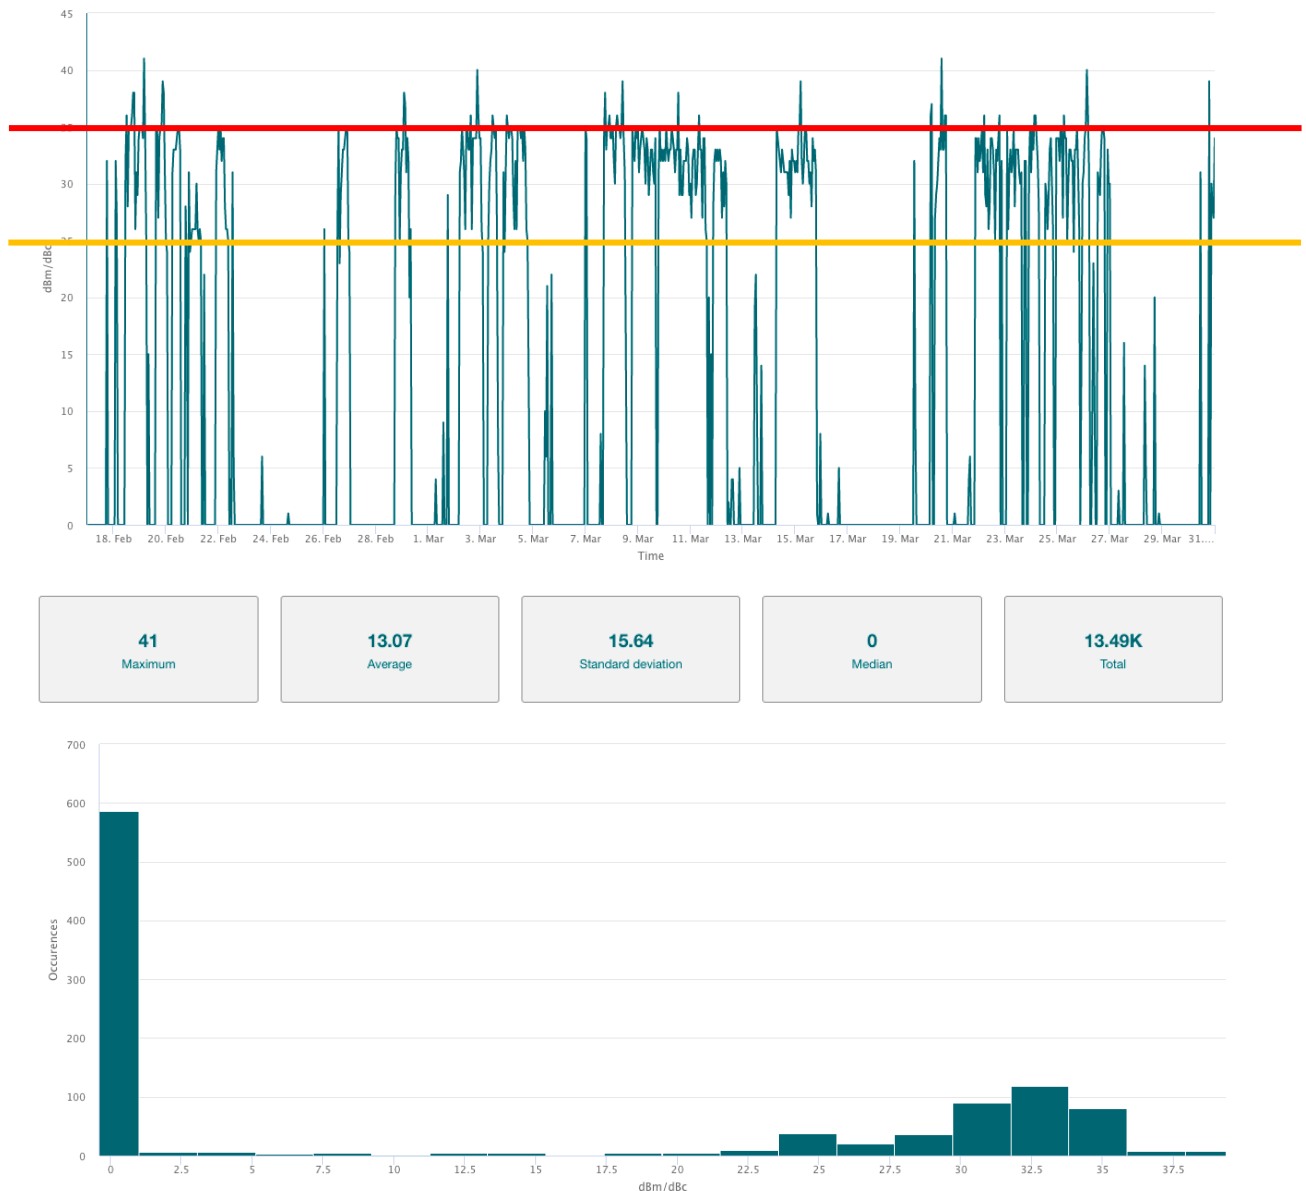 45
40
35
30
25
20
15
10
5
0
dBm/dBc
18. Feb 20. Feb 22. Feb 24. Feb 26. Feb 28. Feb 1. Mar 3. Mar 5. Mar 7. Mar 9. Mar 11. Mar 13. Mar 15. Mar 17. Mar 19. Mar 21. Mar 23. Mar 25. Mar 27. Mar 29. Mar 31....
Time
41 13.07 15.64 0 13.49K
Maximum Average Standard deviation Median Total
700
600
500
400
300
200
100
0
Occurences
0 2.5 5 7.5 10 12.5 15 17.5 20 22.5 25 27.5 30 32.5 35 37.5
dBm/dBc